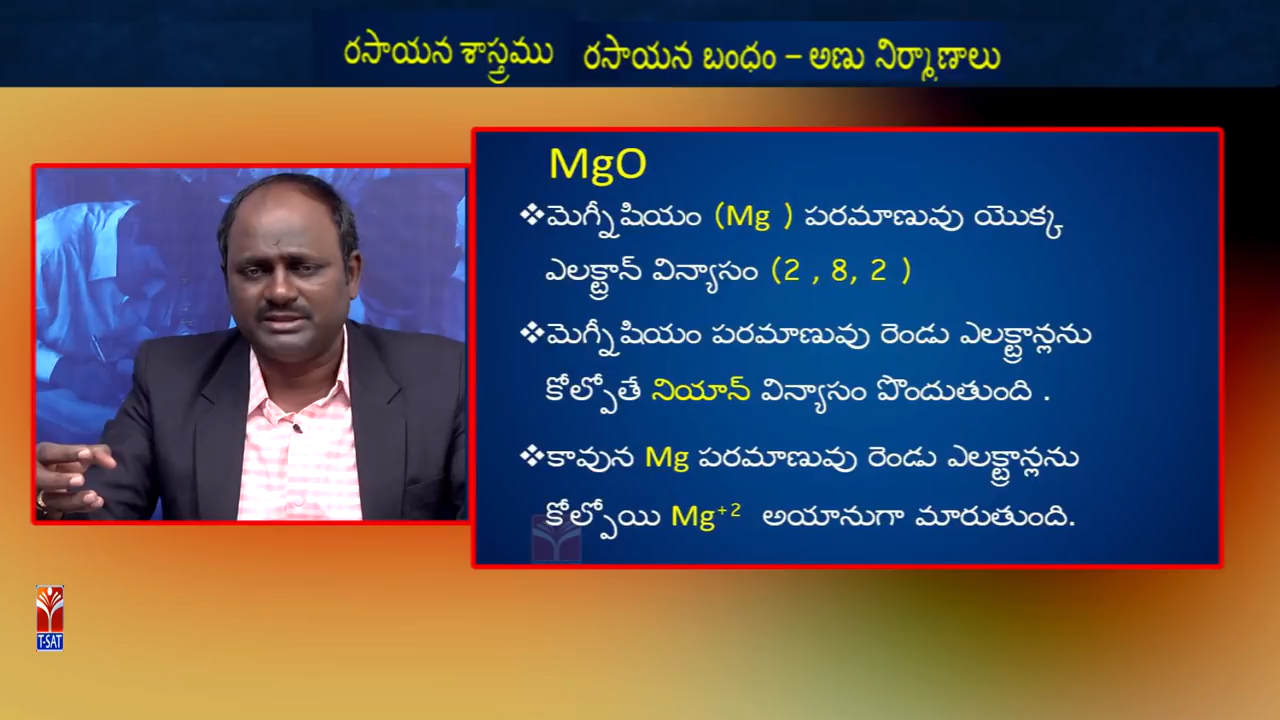 రసాయన శాస్త్రము రసాయన బంధం – అణు నిర్మాణాలు
MgO
❖మెగ్నీషియం (Mg ) పరమాణువు యొక్క
ఎలక్ట్రాన్ విన్యాసం (2 , 8, 2 )
❖మెగ్నీషియం పరమాణువు రెండు ఎలక్ట్రాన్లను
కోల్పోతే నియాన్ విన్యాసం పొందుతుంది .
❖కావున Mg పరమాణువు రెండు ఎలక్ట్రాన్లను
కోల్పోయి Mg⁺² అయానుగా మారుతుంది.
T-SAT